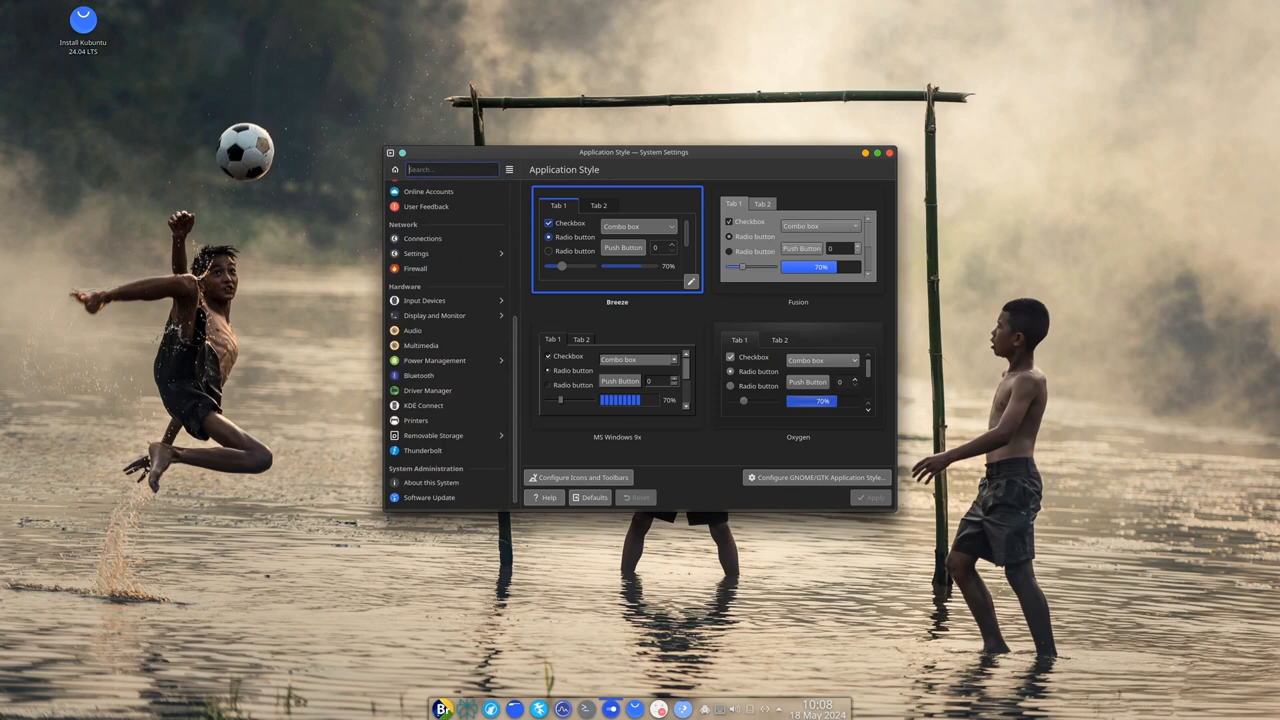 Install Kubuntu
24.04 LTS
Application Style — System Settings
Search...
Application Style
Online Accounts
User Feedback
Network
Connections
Settings
Firewall
Hardware
Input Devices
Display and Monitor
Audio
Multimedia
Power Management
Bluetooth
Driver Manager
KDE Connect
Printers
Removable Storage
Thunderbolt
System Administration
About this System
Software Update
Tab 1 Tab 2
Checkbox
Combo box
Radio button
Push Button 0
Radio button
70%
Breeze
Tab 1 Tab 2
Checkbox
Combo box
Radio button
Push Button 0
Radio button
70%
Fusion
Tab 1 Tab 2
Checkbox
Combo box
Radio button
Push Button 0
Radio button
70%
MS Windows 9x
Tab 1 Tab 2
Checkbox
Combo box
Radio button
Push Button 0
Radio button
70%
Oxygen
Configure Icons and Toolbars
Configure GNOME/GTK Application Style...
? Help
Defaults
Reset
Apply
Br
10:08
18 May 2024